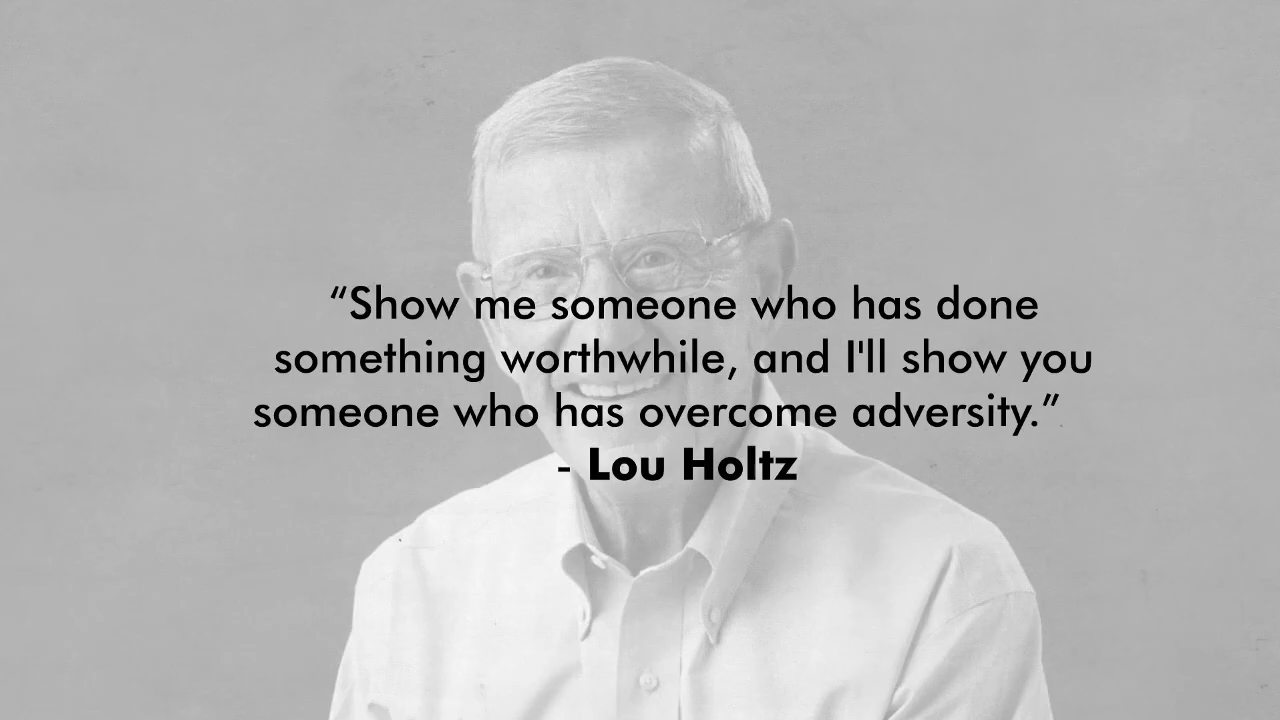 “Show me someone who has done
something worthwhile, and I'll show you
someone who has overcome adversity.”
- Lou Holtz